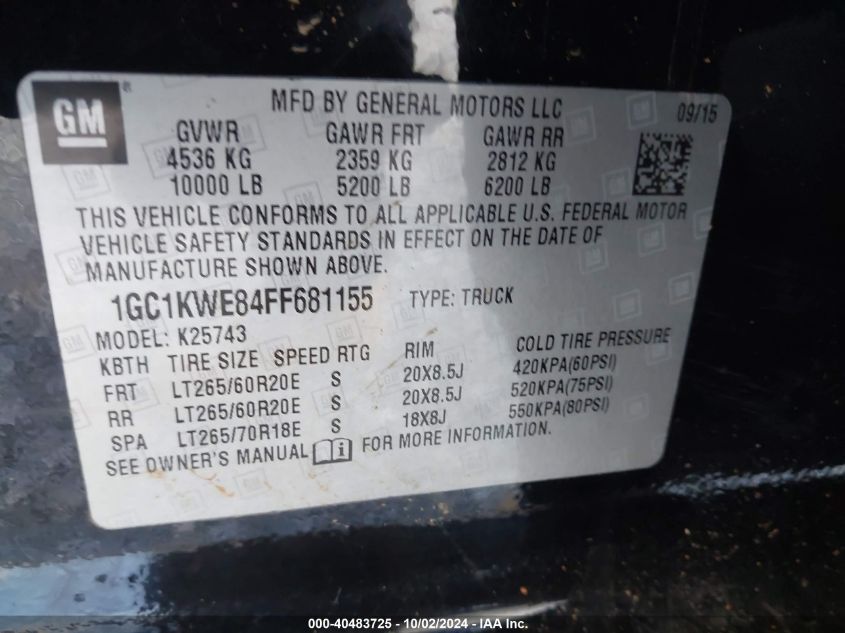 GM
MFD BY GENERAL MOTORS LLC
09/15
GVWR GAWR FRT GAWR RR
4536 KG 2359 KG 2812 KG
10000 LB 5200 LB 6200 LB
THIS VEHICLE CONFORMS TO ALL APPLICABLE U.S. FEDERAL MOTOR
VEHICLE SAFETY STANDARDS IN EFFECT ON THE DATE OF
MANUFACTURE SHOWN ABOVE.
1GC1KWE84FF681155 TYPE: TRUCK
MODEL: K25743
KBTH TIRE SIZE SPEED RTG RIM COLD TIRE PRESSURE
FRT LT265/60R20E S 20X8.5J 420KPA(60PSI)
RR LT265/60R20E S 20X8.5J 520KPA(75PSI)
SPA LT265/70R18E S 18X8J 550KPA(80PSI)
SEE OWNER'S MANUAL FOR MORE INFORMATION.
000-40483725 - 10/02/2024 - IAA Inc.